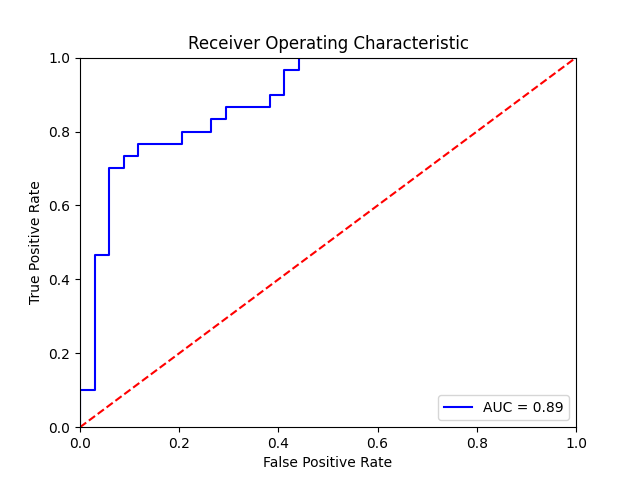 Receiver Operating Characteristic
1.0
0.8
0.6
0.4
0.2
0.0
True Positive Rate
AUC = 0.89
0.0 0.2 0.4 0.6 0.8 1.0
False Positive Rate